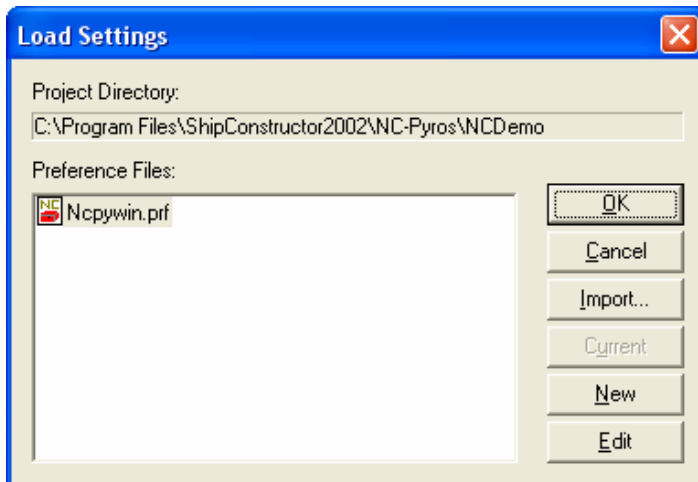 Load Settings
Project Directory:
C:\Program Files\ShipConstructor2002\NC-Pyros\NCDemo
Preference Files:
NC Ncpywin.prf
OK
Cancel
Import...
Current
New
Edit